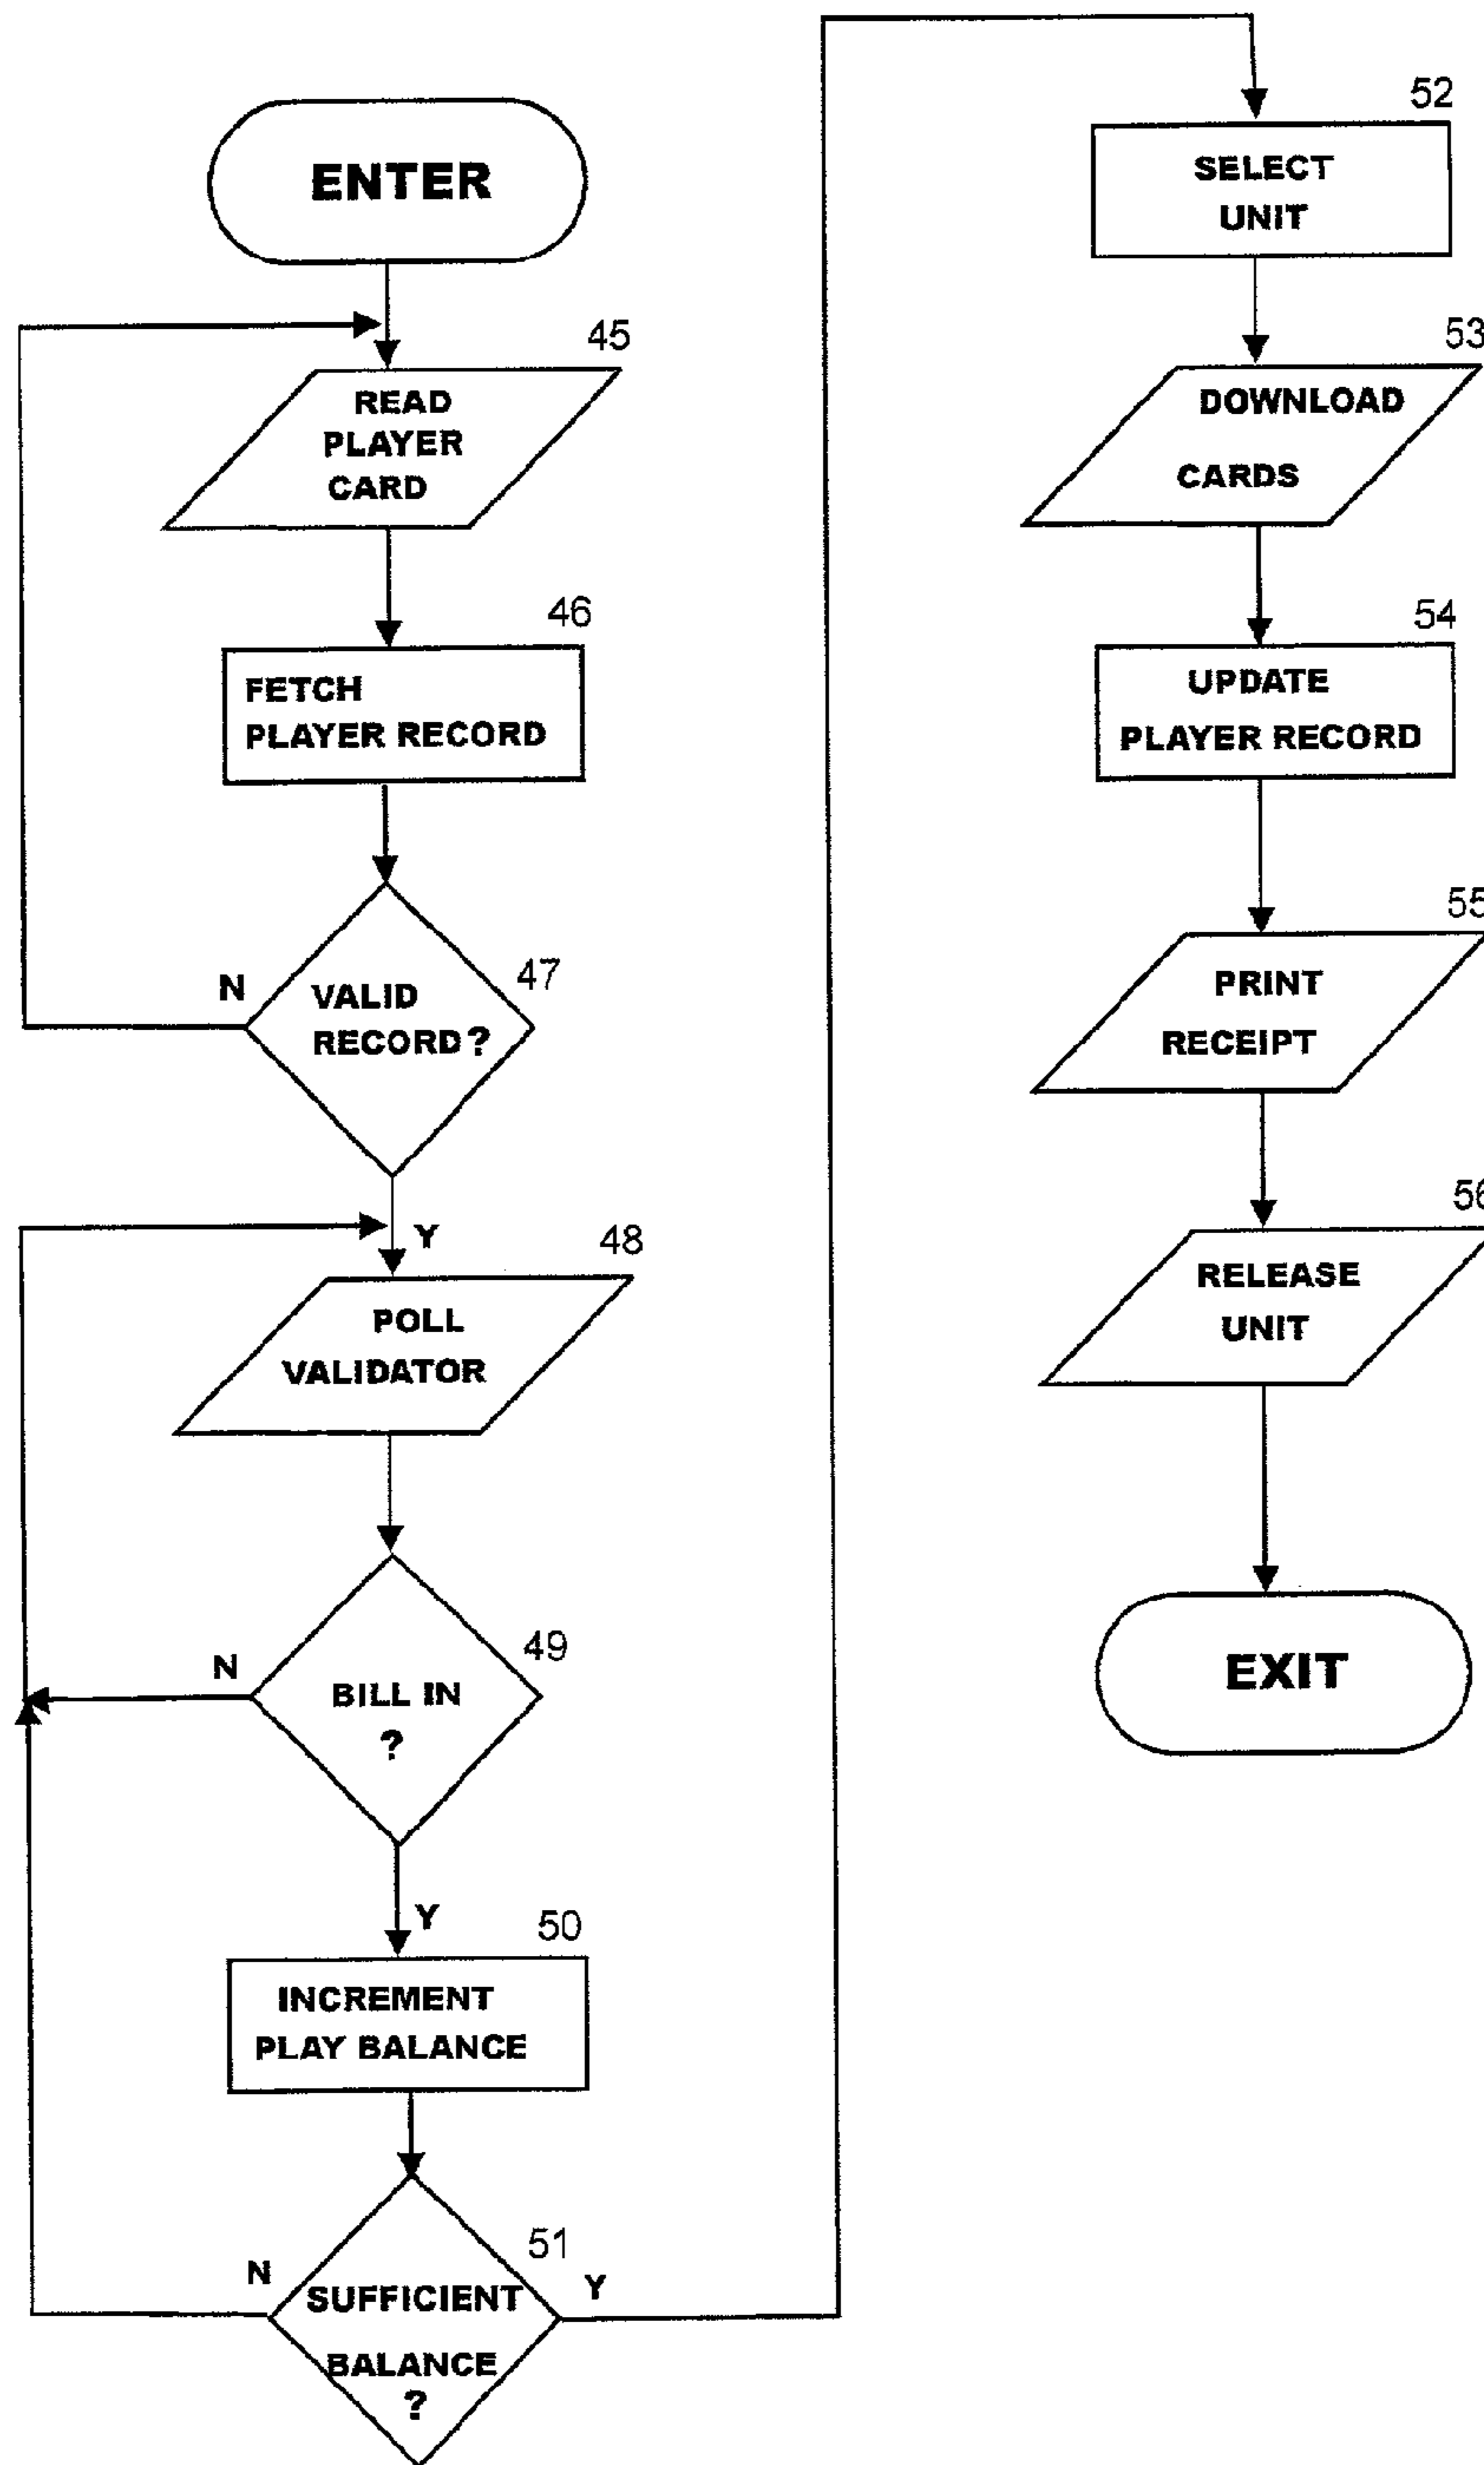 ENTER
45
READ
PLAYER
CARD
46
FETCH
PLAYER RECORD
47
N
VALID
RECORD?
Y
48
POLL
VALIDATOR
49
N
BILL IN
?
Y
50
INCREMENT
PLAY BALANCE
51
N
Y
SUFFICIENT
BALANCE
?
52
SELECT
UNIT
53
DOWNLOAD
CARDS
54
UPDATE
PLAYER RECORD
55
PRINT
RECEIPT
56
RELEASE
UNIT
EXIT